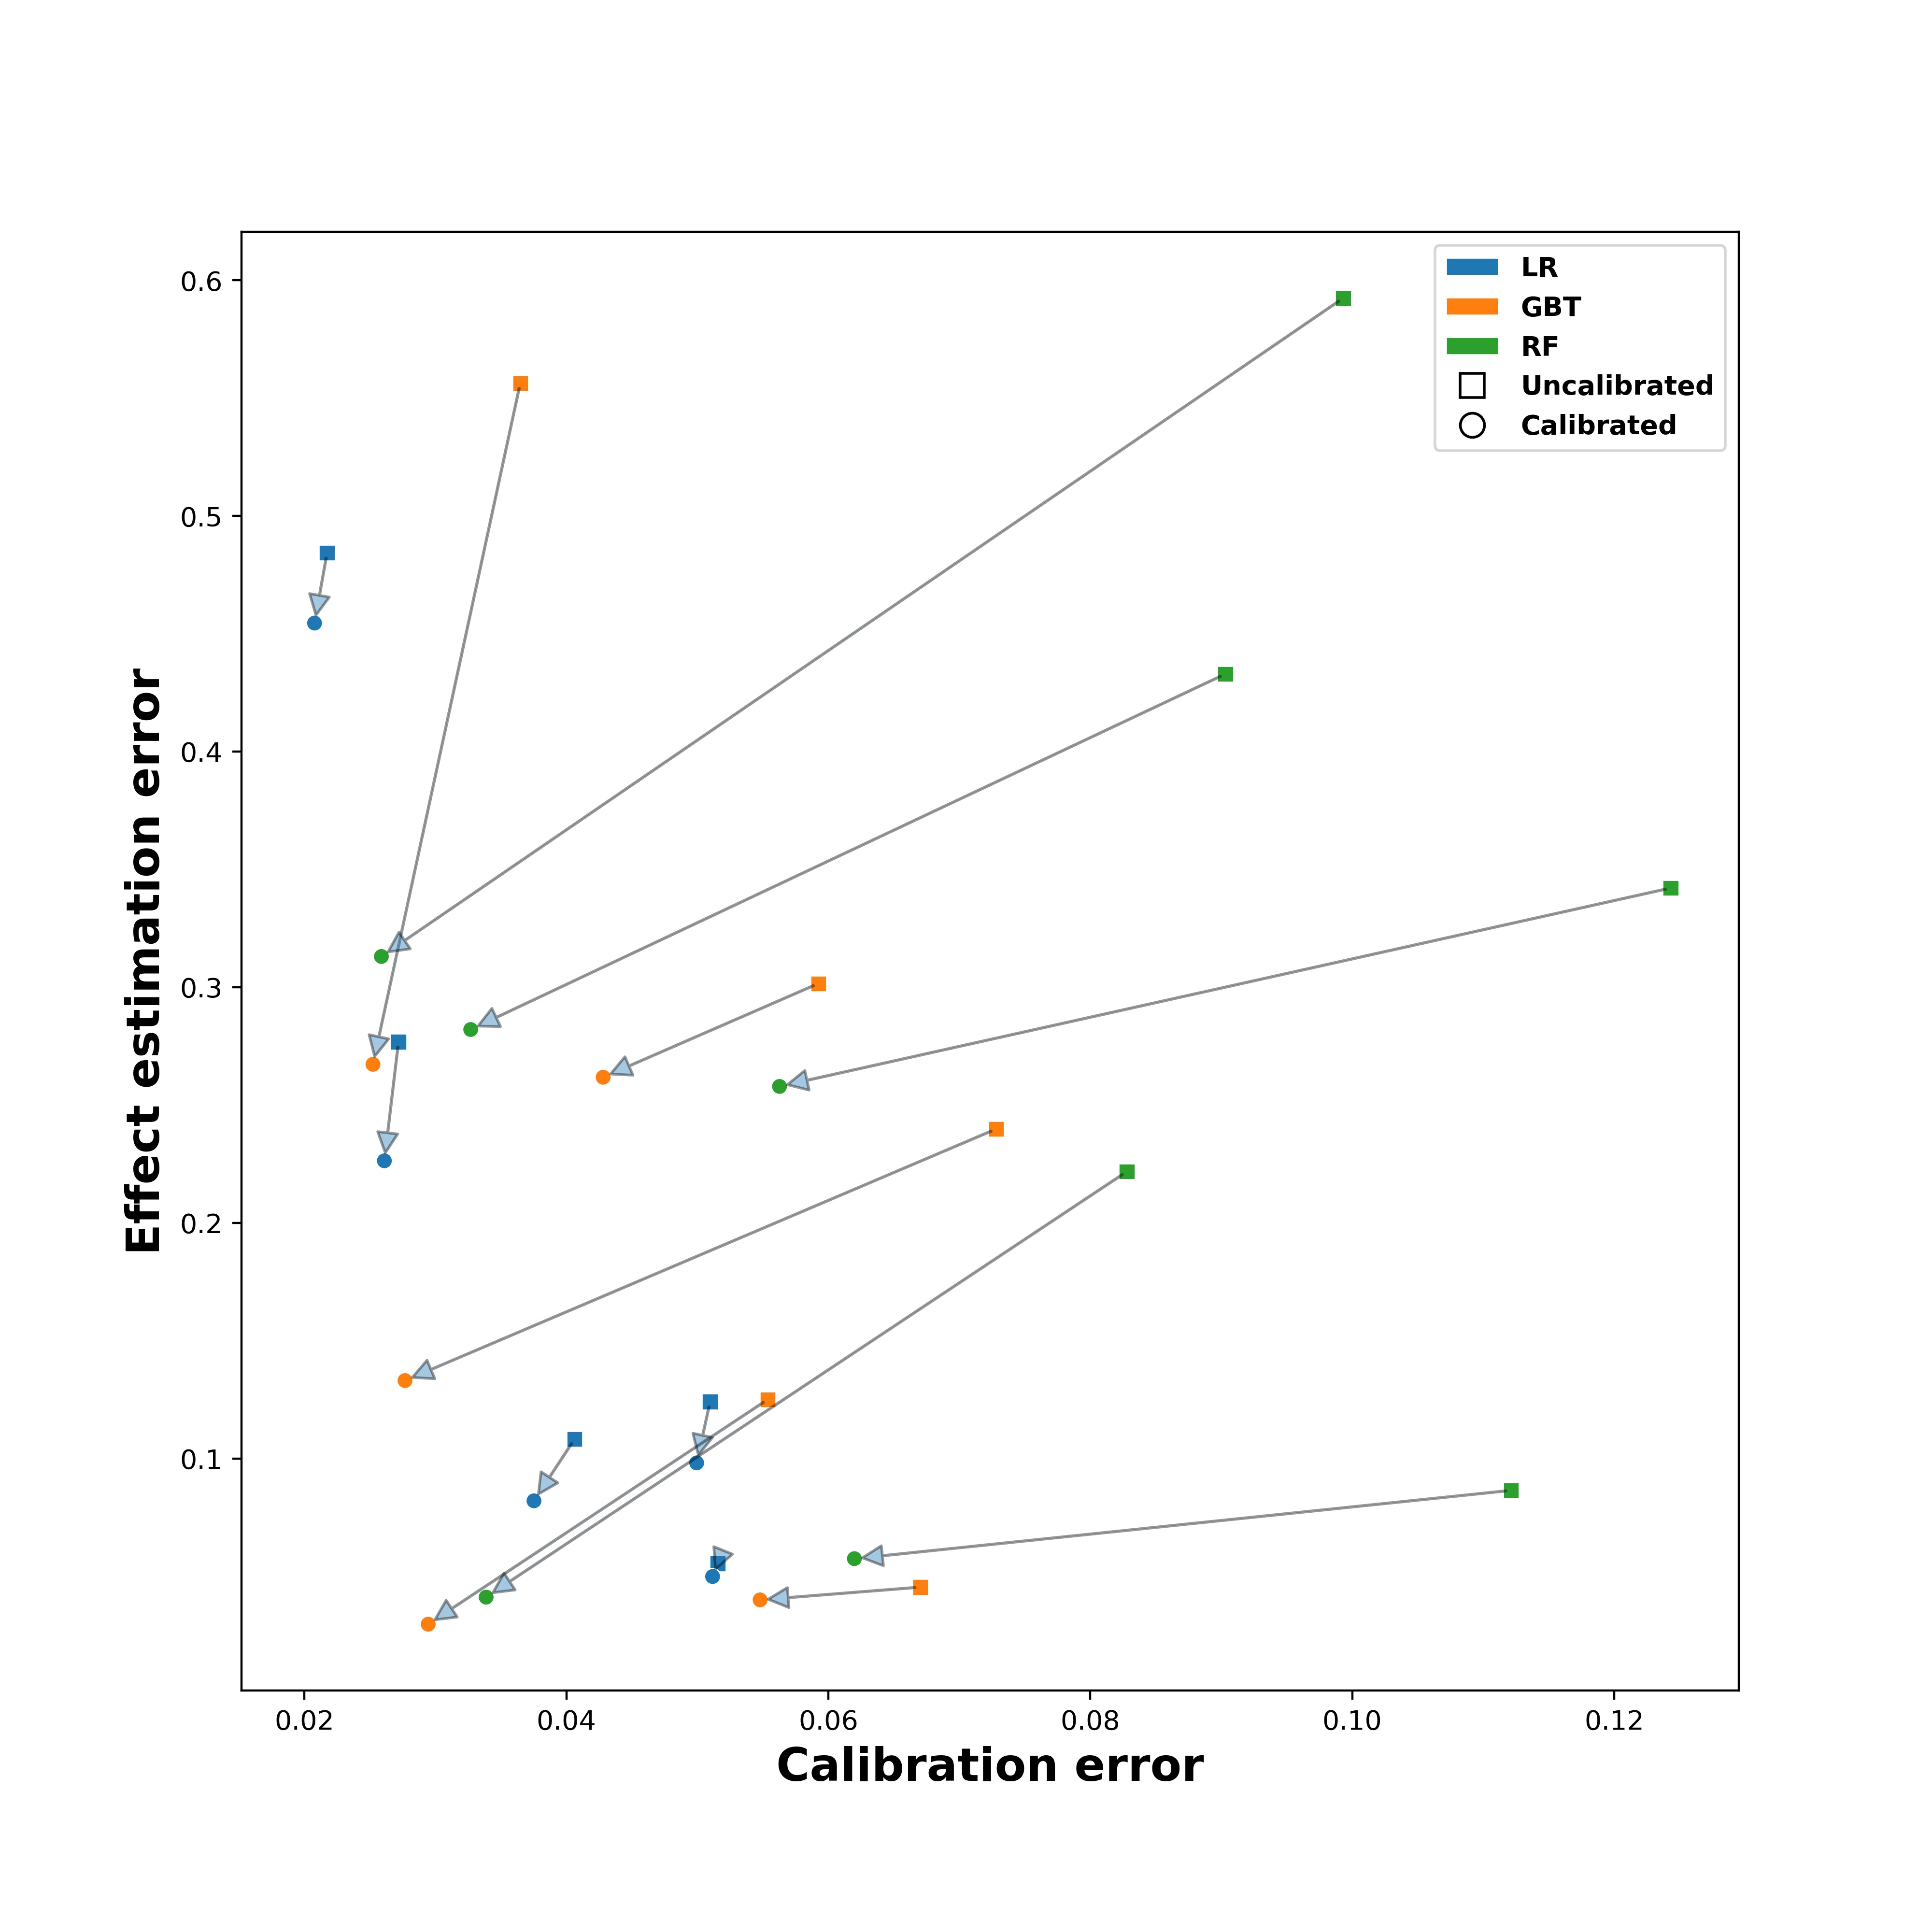 LR
GBT
RF
Uncalibrated
Calibrated
Effect estimation error
0.6
0.5
0.4
0.3
0.2
0.1
0.02 0.04 0.06 0.08 0.10 0.12
Calibration error